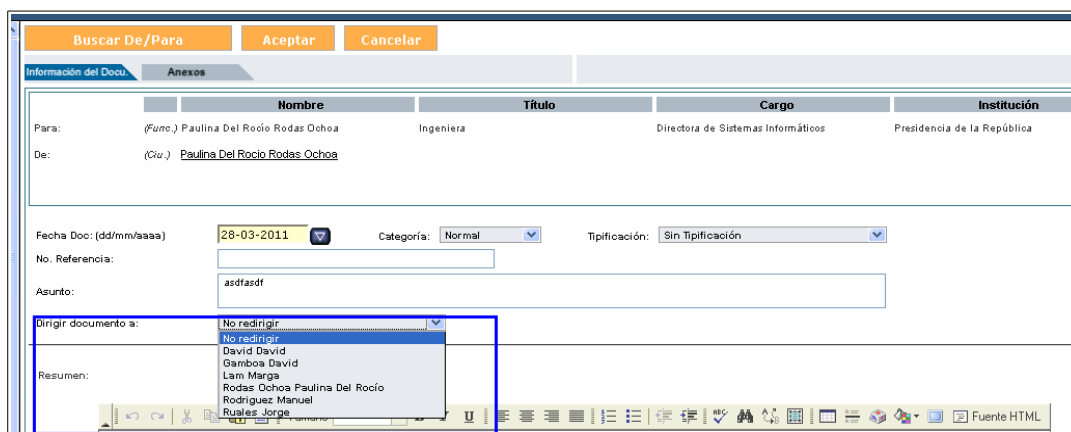 Buscar De/Para Aceptar Cancelar
Información del Docu. Anexos
Nombre Título Cargo Institución
Para: (Func.) Paulina Del Rocío Rodas Ochoa Ingeniera Directora de Sistemas Informáticos Presidencia de la República
De: (Ciu.) Paulina Del Rocio Rodas Ochoa
Fecha Doc: (dd/mm/aaaa) 28-03-2011 Categoría: Normal Tipificación: Sin Tipificación
No. Referencia:
Asunto: asdfasdf
Dirigir documento a: No redirigir
No redirigir
David David
Gamboa David
Lam Marga
Resumen:
Rodas Ochoa Paulina Del Rocío
Rodriguez Manuel
Ruales Jorge
U ABC Fuente HTML